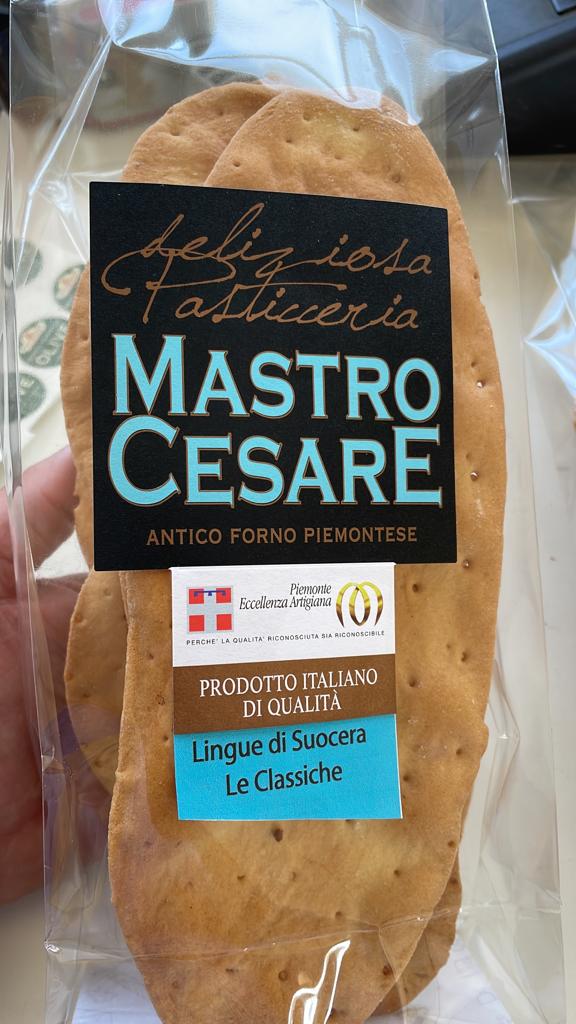 deliziosa
Pasticceria
MASTRO
CESARE
ANTICO FORNO PIEMONTESE
Piemonte
Eccellenza Artigiana
PERCHE' LA QUALITA' RICONOSCIUTA SIA RICONOSCIBILE
PRODOTTO ITALIANO
DI QUALITÀ
Lingue di Suocera
Le Classiche